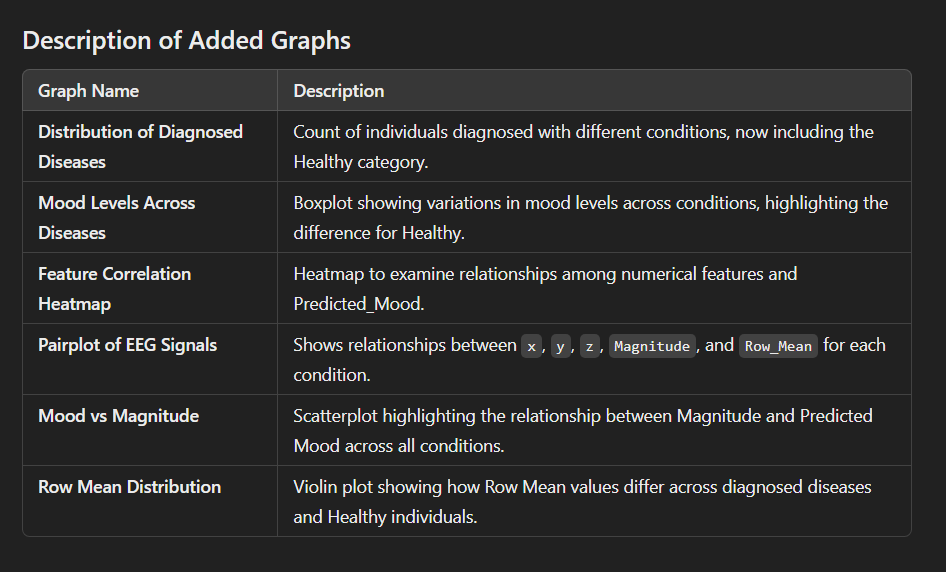 Description of Added Graphs
Graph Name
Description
Distribution of Diagnosed
Diseases
Count of individuals diagnosed with different conditions, now including the
Healthy category.
Mood Levels Across
Diseases
Boxplot showing variations in mood levels across conditions, highlighting the
difference for Healthy.
Feature Correlation
Heatmap
Heatmap to examine relationships among numerical features and
Predicted_Mood.
Pairplot of EEG Signals
Shows relationships between x, y, z, Magnitude, and Row_Mean for each
condition.
Mood vs Magnitude
Scatterplot highlighting the relationship between Magnitude and Predicted
Mood across all conditions.
Row Mean Distribution
Violin plot showing how Row Mean values differ across diagnosed diseases
and Healthy individuals.